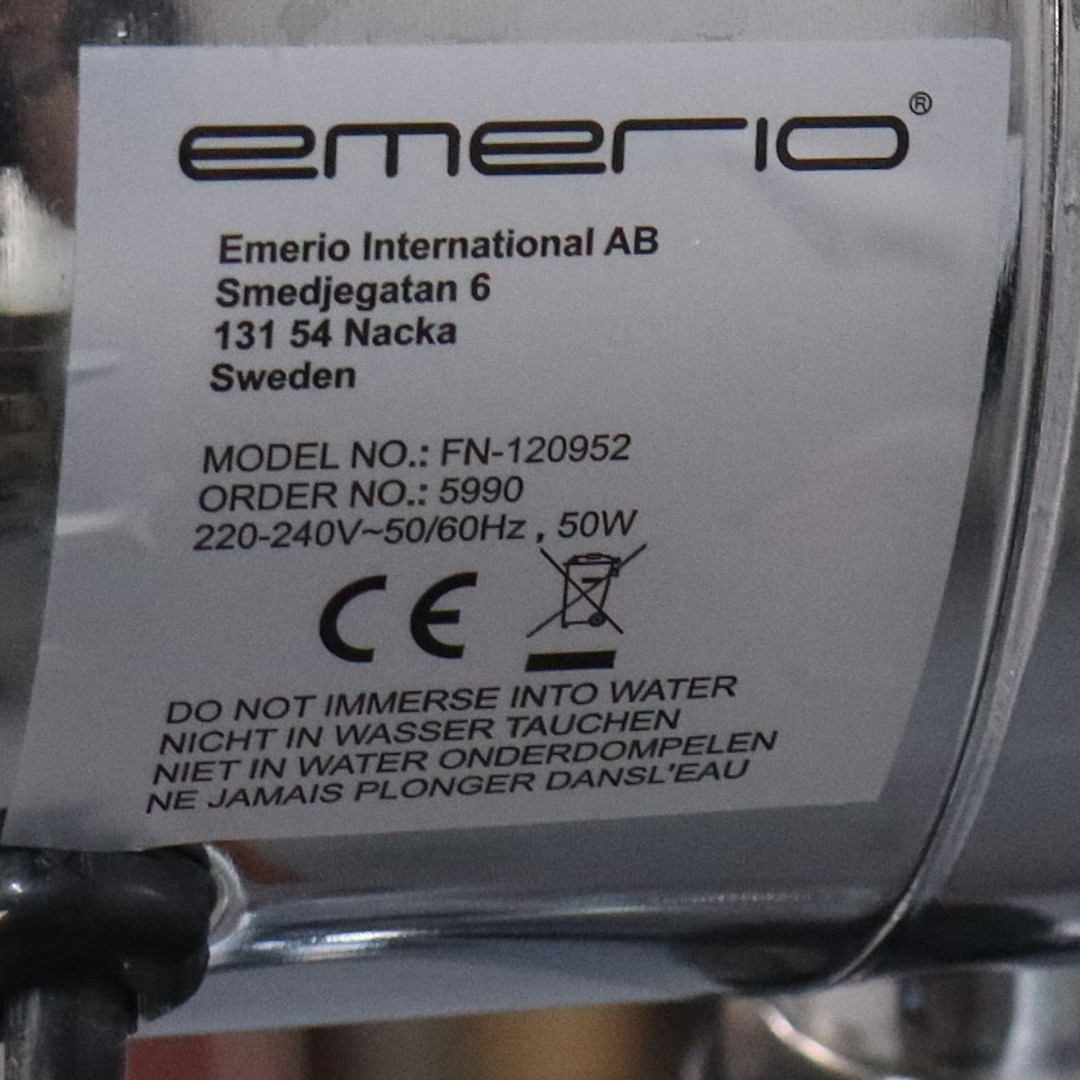 emerio®
Emerio International AB
Smedjegatan 6
131 54 Nacka
Sweden
MODEL NO.: FN-120952
ORDER NO.: 5990
220-240V~50/60Hz , 50W
CE
DO NOT IMMERSE INTO WATER
NICHT IN WASSER TAUCHEN
NIET IN WATER ONDERDOMPELEN
NE JAMAIS PLONGER DANSL'EAU